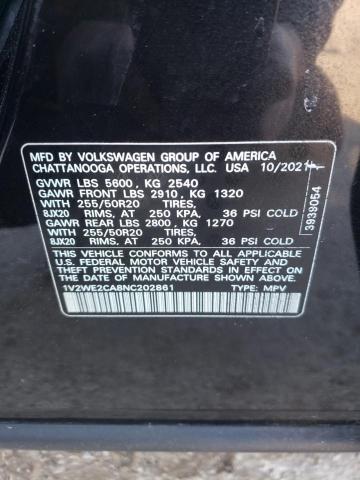 MFD BY VOLKSWAGEN GROUP OF AMERICA
CHATTANOOGA OPERATIONS, LLC. USA 10/2021
GVWR LBS 5600, KG 2540
GAWR FRONT LBS 2910, KG 1320
WITH 255/50R20 TIRES,
8JX20 RIMS, AT 250 KPA, 36 PSI COLD
GAWR REAR LBS 2800, KG 1270
WITH 255/50R20 TIRES,
8JX20 RIMS, AT 250 KPA, 36 PSI COLD
THIS VEHICLE CONFORMS TO ALL APPLICABLE
U.S. FEDERAL MOTOR VEHICLE SAFETY
STANDARDS IN EFFECT ON THE
DATE OF MANUFACTURE SHOWN ABOVE
1V2WE2CA8NC202861 TYPE: MPV
3939054